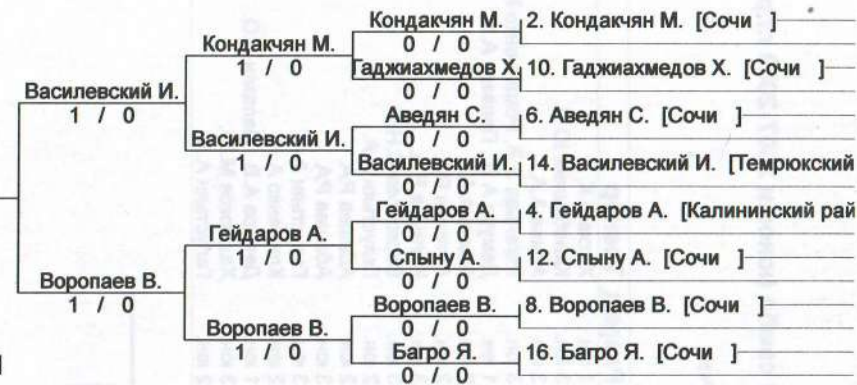 Кондакчян М. 2. Кондакчян М. [Сочи ]
0 / 0
Кондакчян М.
1 / 0
Гаджиахмедов Х. 10. Гаджиахмедов Х. [Сочи ]
0 / 0
Василевский И.
1 / 0
Аведян С. 6. Аведян С. [Сочи ]
0 / 0
Василевский И.
1 / 0
Василевский И. 14. Василевский И. [Темрюкский
0 / 0
Гейдаров А. 4. Гейдаров А. [Калининский рай
0 / 0
Гейдаров А.
1 / 0
Спыну А. 12. Спыну А. [Сочи ]
0 / 0
Воропаев В.
1 / 0
Воропаев В. 8. Воропаев В. [Сочи ]
0 / 0
Воропаев В.
1 / 0
Багро Я. 16. Багро Я. [Сочи ]
0 / 0
]